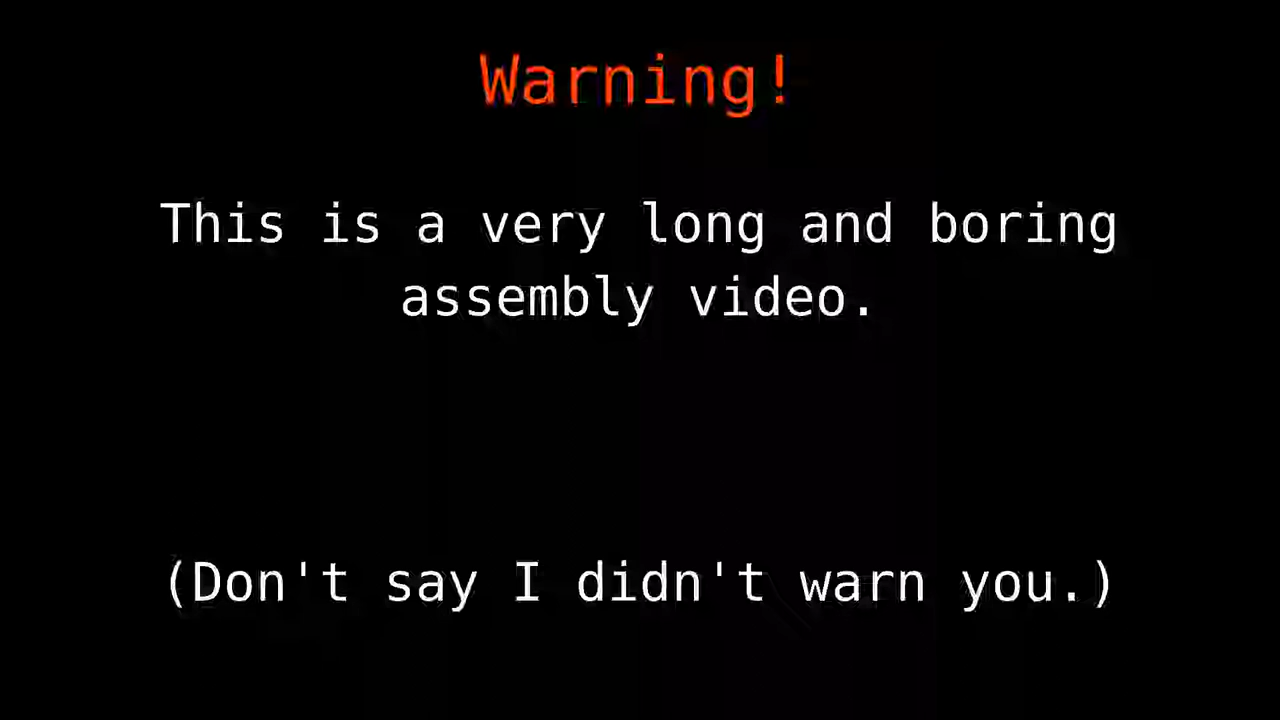 Warning!
This is a very long and boring
assembly video.
(Don't say I didn't warn you.)